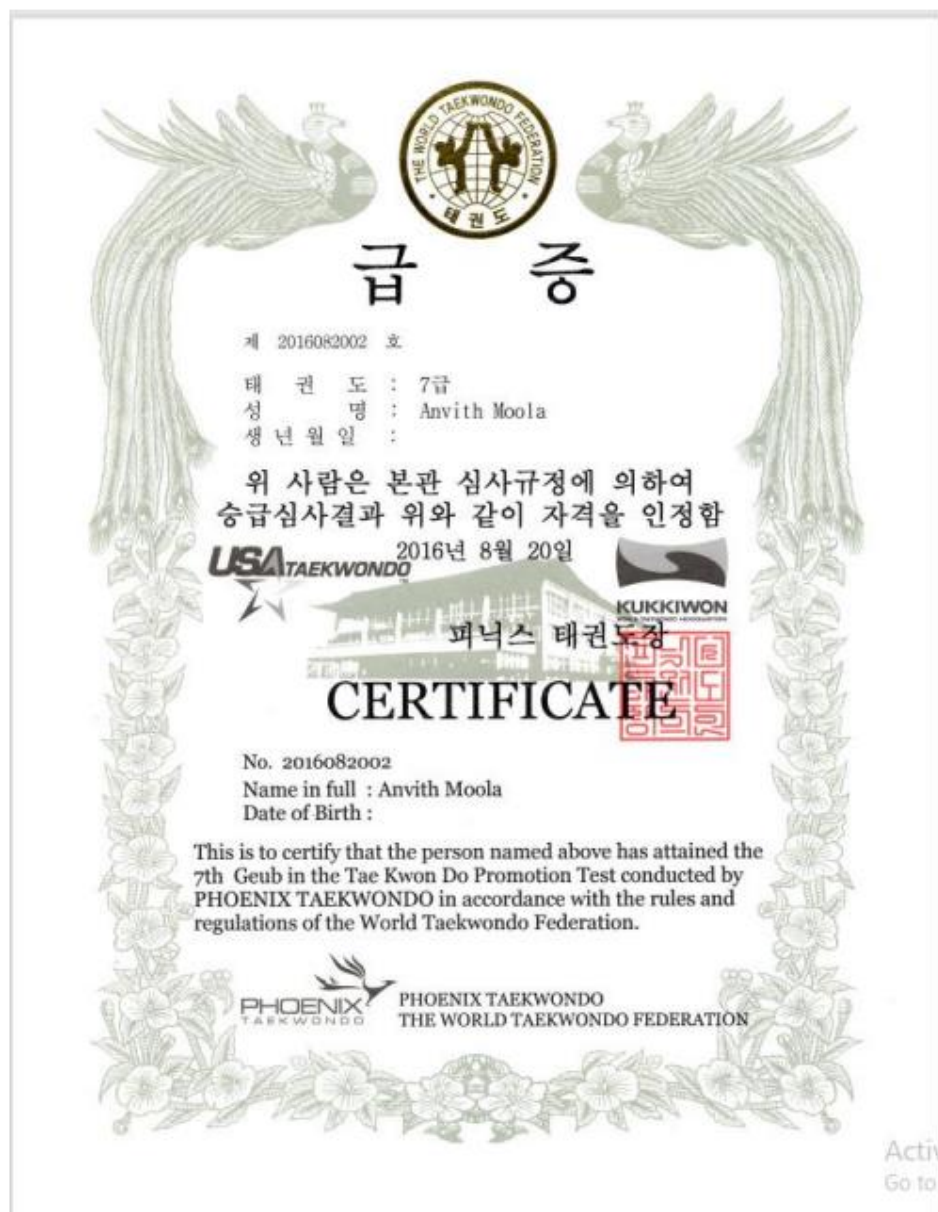 THE WORLD TAEKWONDO FEDERATION
태권도
급 증
제 2016082002 호
태 권 도 : 7급
성 명 : Anvith Moola
생 년 월 일 :
위 사람은 본관 심사규정에 의하여
승급심사결과 위와 같이 자격을 인정함
2016년 8월 20일
USA TAEKWONDO
KUKKIWON
피닉스 태권도장
CERTIFICATE
No. 2016082002
Name in full : Anvith Moola
Date of Birth :
This is to certify that the person named above has attained the
7th Geub in the Tae Kwon Do Promotion Test conducted by
PHOENIX TAEKWONDO in accordance with the rules and
regulations of the World Taekwondo Federation.
PHOENIX
TAEKWONDO
PHOENIX TAEKWONDO
THE WORLD TAEKWONDO FEDERATION
Go to